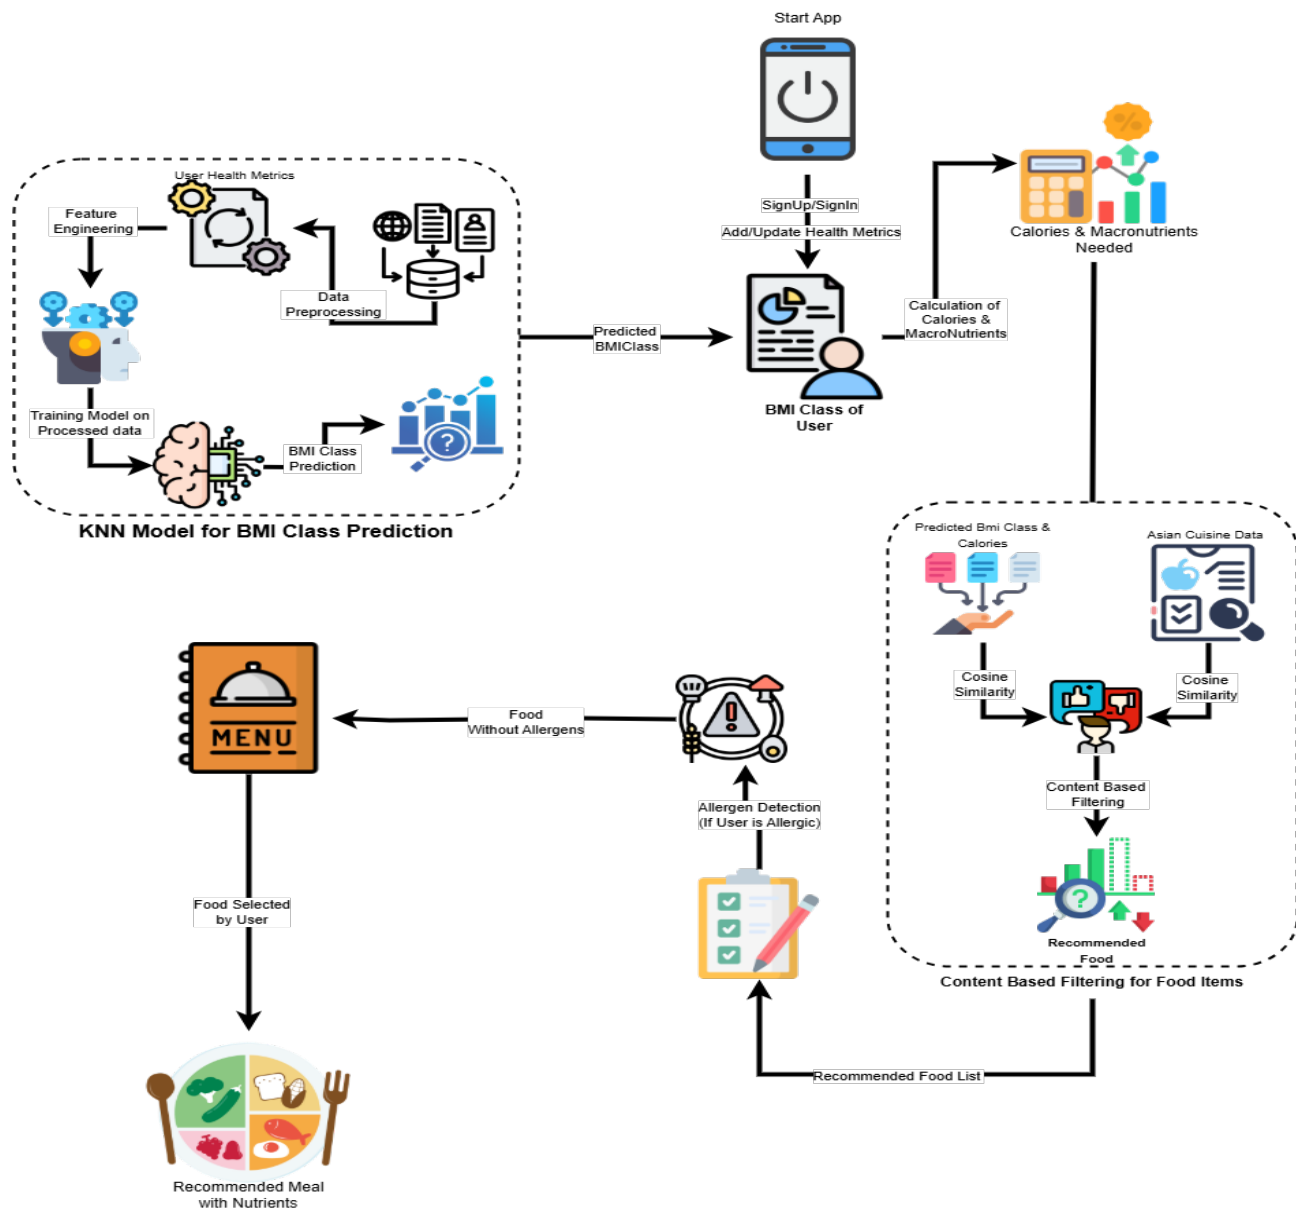 Start App
SignUp/SignIn
Add/Update Health Metrics
User Health Metrics
Feature
Engineering
Data
Preprocessing
Training Model on
Processed data
BMI Class
Prediction
KNN Model for BMI Class Prediction
Predicted
BMIClass
BMI Class of
User
Calculation of
Calories &
MacroNutrients
Calories & Macronutrients
Needed
Predicted Bmi Class &
Calories
Asian Cuisine Data
Cosine
Similarity
Cosine
Similarity
Content Based
Filtering
Recommended
Food
Content Based Filtering for Food Items
Recommended Food List
Allergen Detection
(If User is Allergic)
Food
Without Allergens
MENU
Food Selected
by User
Recommended Meal
with Nutrients